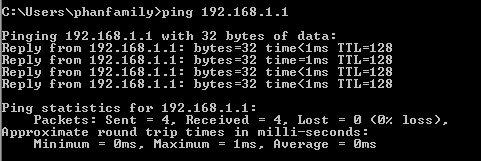 C:\Users\phanfamily>ping 192.168.1.1
Pinging 192.168.1.1 with 32 bytes of data:
Reply from 192.168.1.1: bytes=32 time<1ms TTL=128
Reply from 192.168.1.1: bytes=32 time=1ms TTL=128
Reply from 192.168.1.1: bytes=32 time<1ms TTL=128
Reply from 192.168.1.1: bytes=32 time<1ms TTL=128
Ping statistics for 192.168.1.1:
Packets: Sent = 4, Received = 4, Lost = 0 (0% loss),
Approximate round trip times in milli-seconds:
Minimum = 0ms, Maximum = 1ms, Average = 0ms